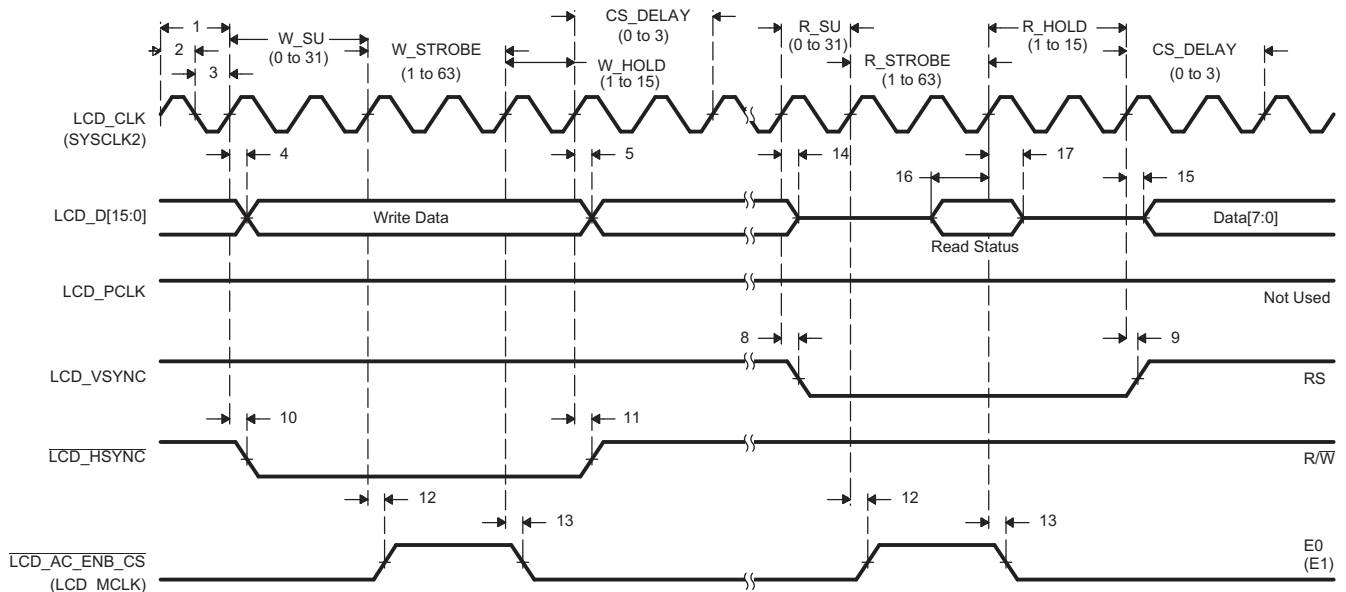 1
2
3
W_SU
(0 to 31)
W_STROBE
(1 to 63)
CS_DELAY
(0 to 3)
W_HOLD
(1 to 15)
R_SU
(0 to 31)
R_STROBE
(1 to 63)
R_HOLD
(1 to 15)
CS_DELAY
(0 to 3)
LCD_CLK
(SYSCLK2)
4
5
14
16
17
15
LCD_D[15:0]
Write Data
Read Status
Data[7:0]
LCD_PCLK
Not Used
8
9
LCD_VSYNC
RS
10
11
LCD_HSYNC
R/W
12
13
12
13
LCD_AC_ENB_CS
(LCD_MCLK)
E0
(E1)